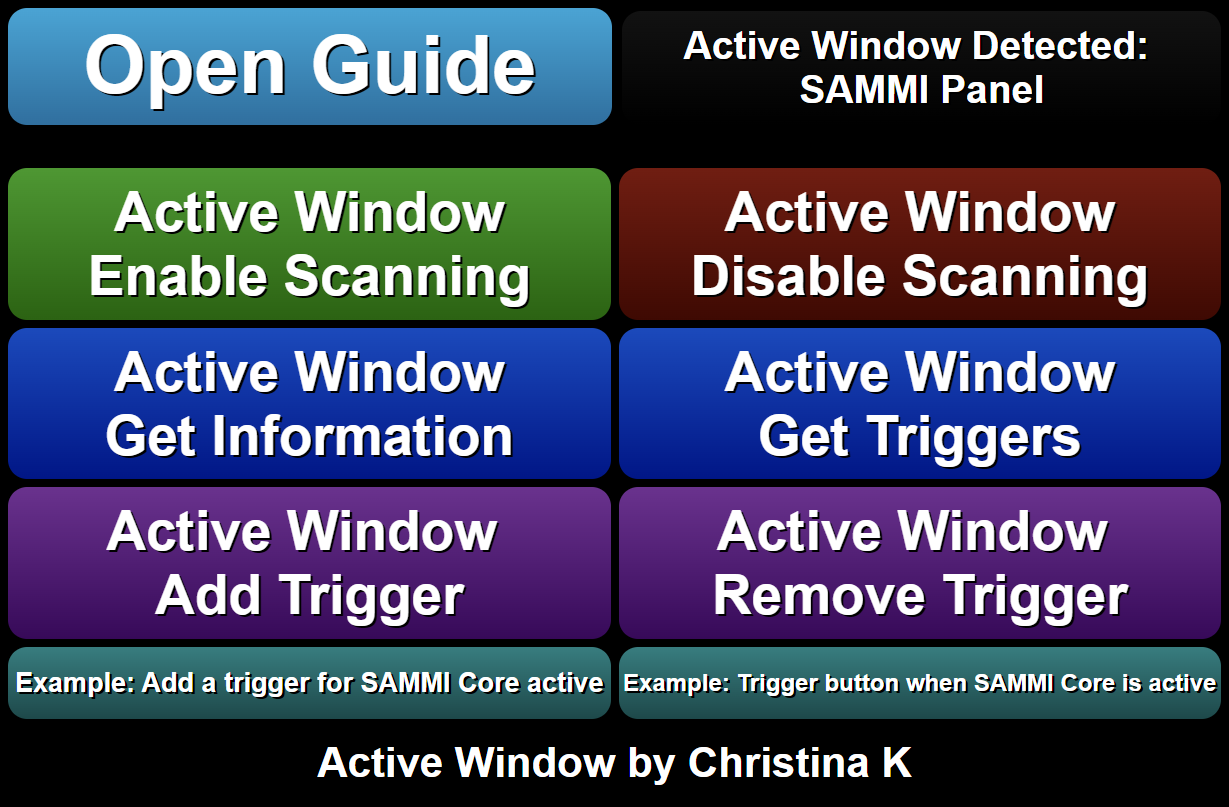 Open Guide
Active Window Detected:
SAMMI Panel
Active Window
Enable Scanning
Active Window
Disable Scanning
Active Window
Get Information
Active Window
Get Triggers
Active Window
Add Trigger
Active Window
Remove Trigger
Example: Add a trigger for SAMMI Core active
Example: Trigger button when SAMMI Core is active
Active Window by Christina K